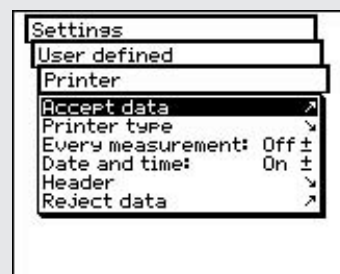 Settings
User defined
Printer
Accept data ↗
Printer type ↘
Every measurement: Off ±
Date and time: On ±
Header ↘
Reject data ↗